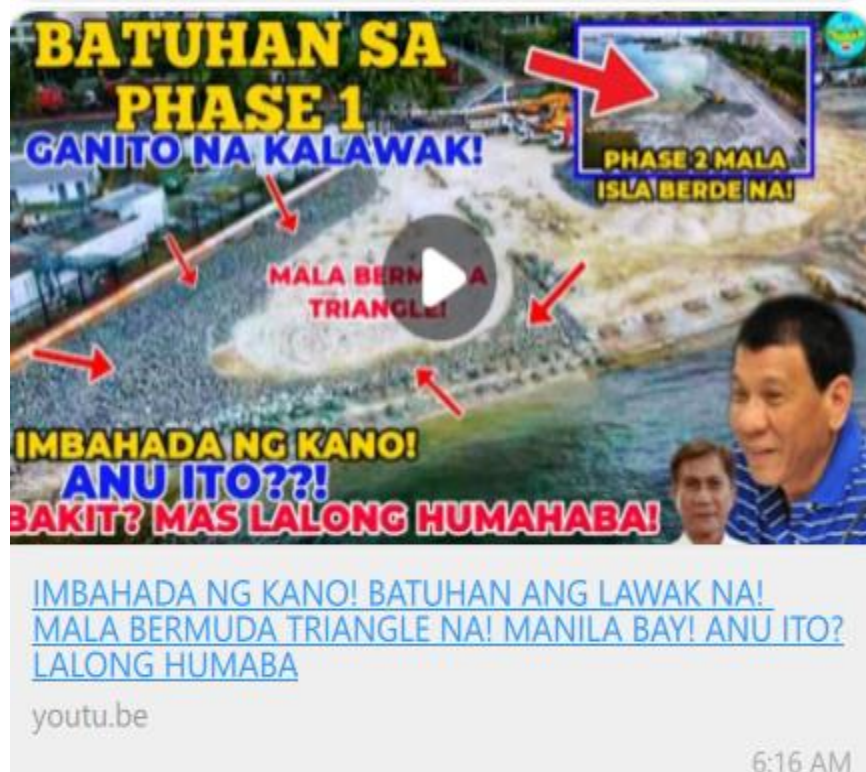 BATUHAN SA
PHASE 1
GANITO NA KALAWAK!
PHASE 2 MALA
ISLA BERDE NA!
MALA BERMUDA
TRIANGLE!
IMBAHADA NG KANO!
ANU ITO??!
BAKIT? MAS LALONG HUMAHABA!
IMBAHADA NG KANO! BATUHAN ANG LAWAK NA!
MALA BERMUDA TRIANGLE NA! MANILA BAY! ANU ITO?
LALONG HUMABA
youtu.be
6:16 AM